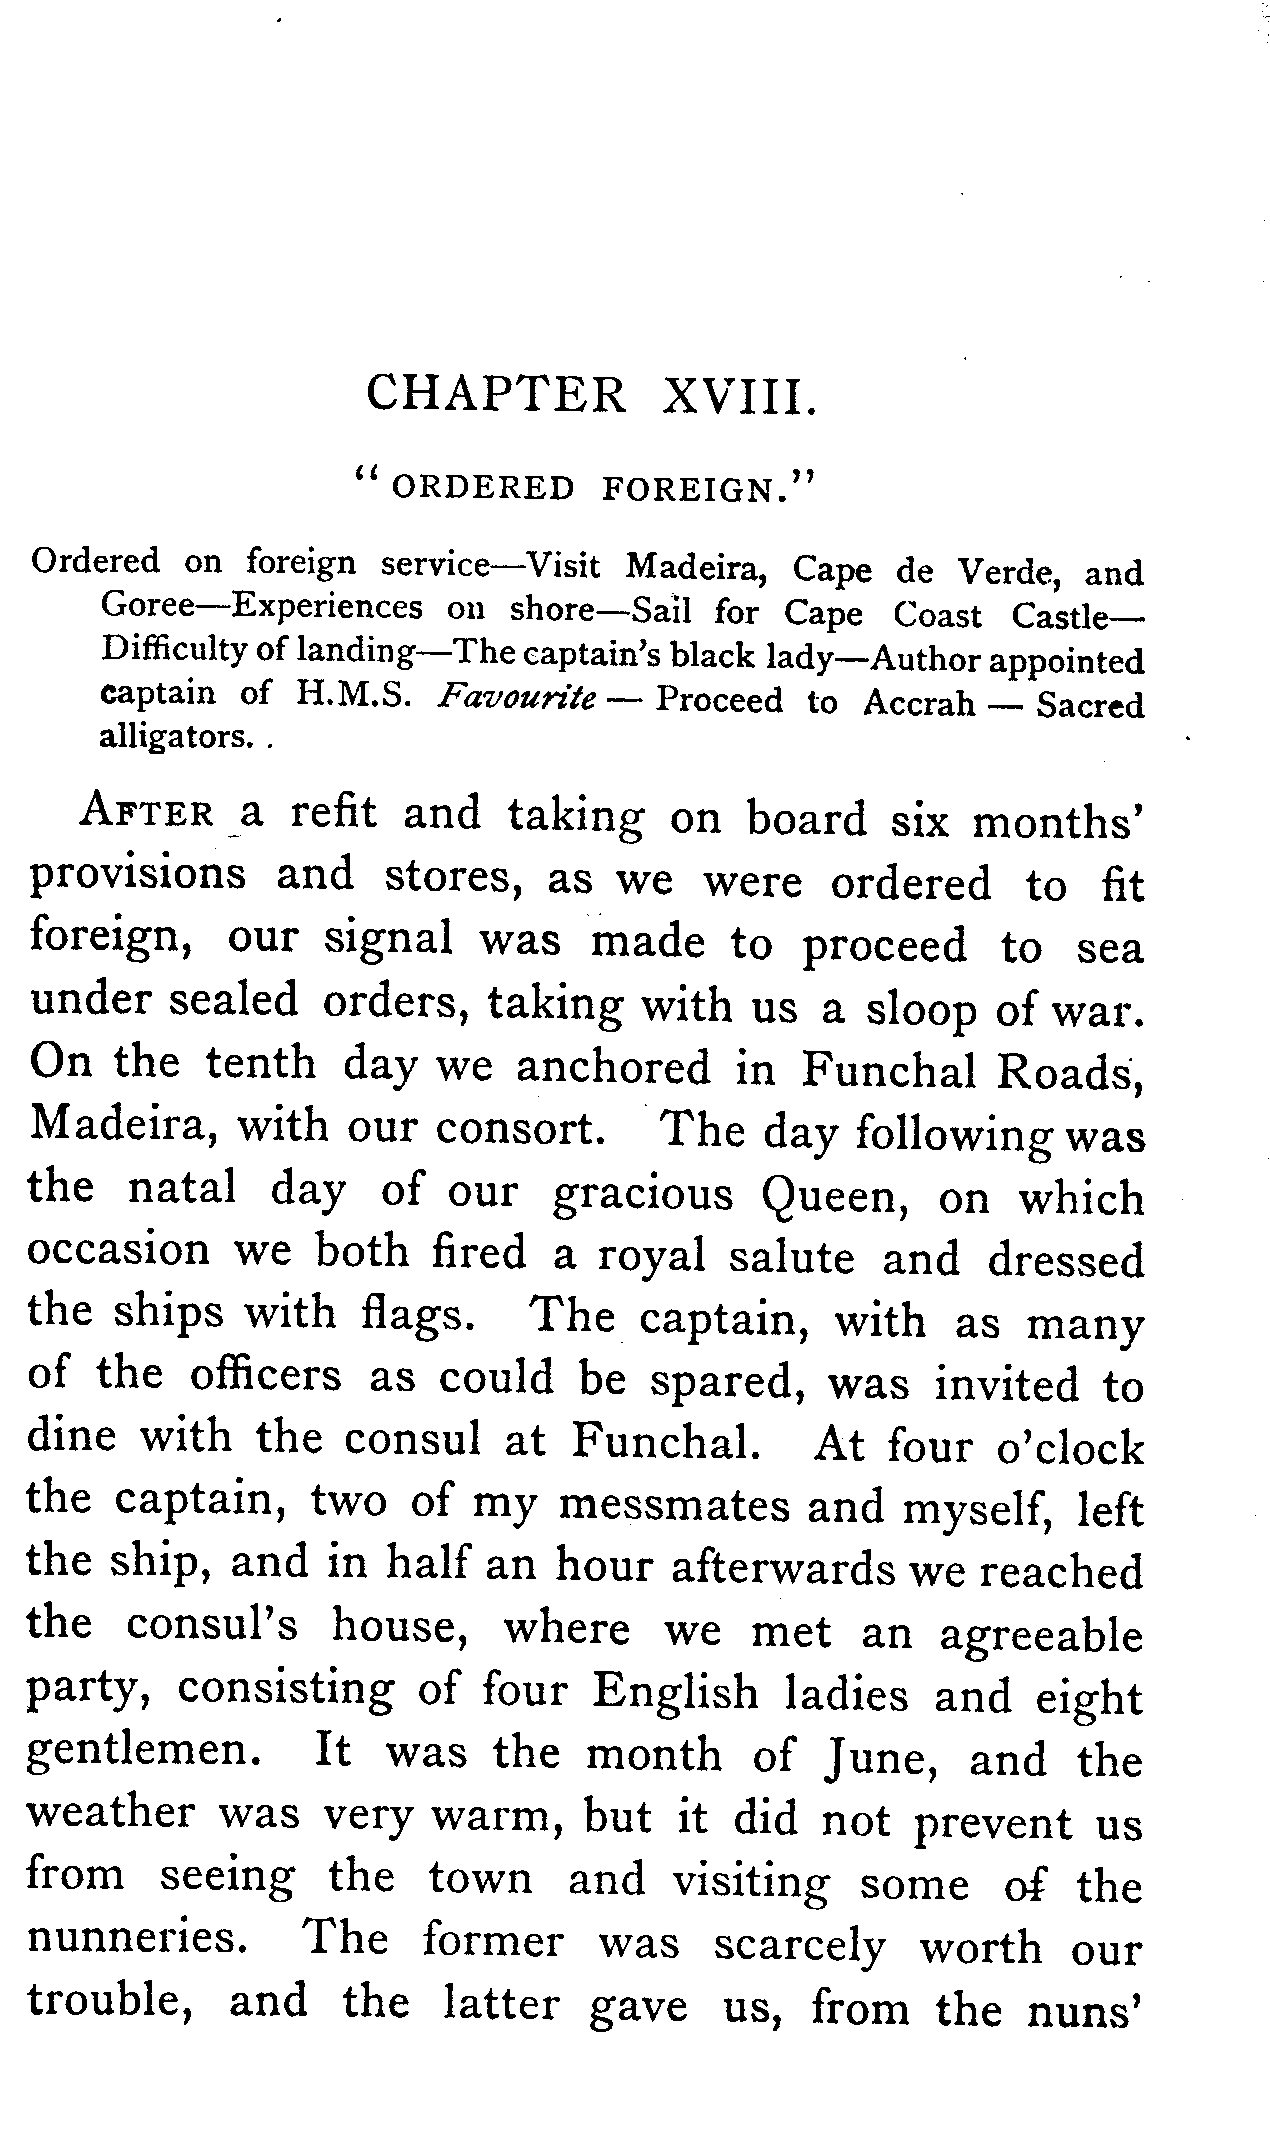 CHAPTER XVIII.
“ ORDERED FOREIGN.”
Ordered on foreign service—Visit Madeira, Cape de Verde, and
Goree—Experiences on shore—Sail for Cape Coast Castle—
Difficulty of landing—The captain's black lady—Author appointed
captain of H.M.S. Favourite — Proceed to Accrah — Sacred
alligators.
AFTER a refit and taking on board six months'
provisions and stores, as we were ordered to fit
foreign, our signal was made to proceed to sea
under sealed orders, taking with us a sloop of war.
On the tenth day we anchored in Funchal Roads,
Madeira, with our consort. The day following was
the natal day of our gracious Queen, on which
occasion we both fired a royal salute and dressed
the ships with flags. The captain, with as many
of the officers as could be spared, was invited to
dine with the consul at Funchal. At four o'clock
the captain, two of my messmates and myself, left
the ship, and in half an hour afterwards we reached
the consul's house, where we met an agreeable
party, consisting of four English ladies and eight
gentlemen. It was the month of June, and the
weather was very warm, but it did not prevent us
from seeing the town and visiting some of the
nunneries. The former was scarcely worth our
trouble, and the latter gave us, from the nuns'